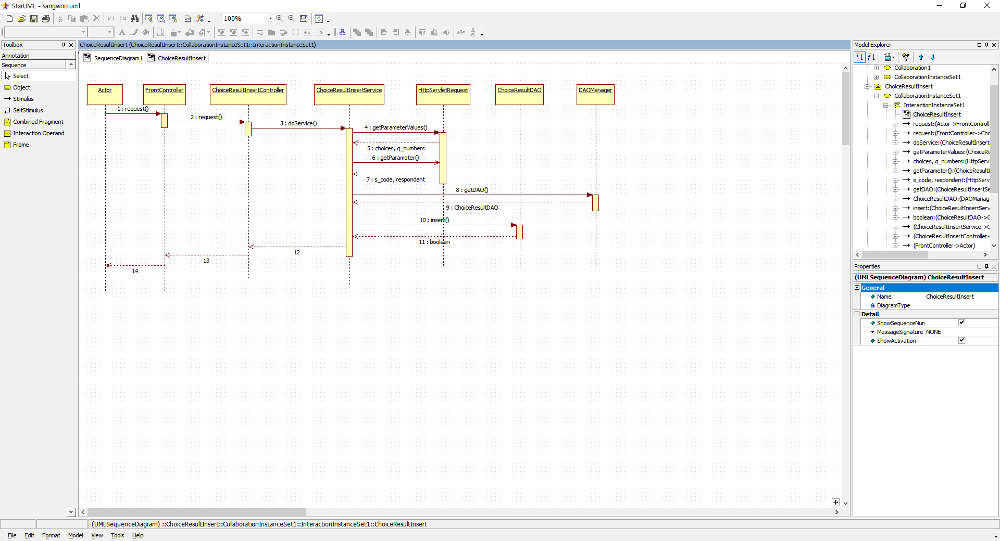 StarUML - sangwoo.uml
100%
Toolbox
Annotation
Sequence
Select
Object
Stimulus
SelfStimulus
Combined Fragment
Interaction Operand
Frame
ChoiceResultInsert (ChoiceResultInsert::CollaborationInstanceSet1::InteractionInstanceSet1)
SequenceDiagram1
ChoiceResultInsert
Actor
FrontController
ChoiceResultInsertController
ChoiceResultInsertService
HttpServletRequest
ChoiceResultDAO
DAOManager
1 : request()
2 : request()
3 : doService()
4 : getParameterValues()
5 : choices, q_numbers
6 : getParameter()
7 : s_code, respondent
8 : getDAO()
9 : ChoiceResultDAO
10 : insert()
11 : boolean
12
13
14
Model Explorer
Collaboration1
CollaborationInstanceSet1
ChoiceResultInsert
CollaborationInstanceSet1
InteractionInstanceSet1
ChoiceResultInsert
request:(Actor->FrontControll
request:(FrontController->Cho
doService:(ChoiceResultInsert
getParameterValues:(ChoiceRe
choices, q_numbers:(HttpServ
getParameter():(ChoiceResultI
s_code, respondent:(HttpServ
getDAO:(ChoiceResultInsertSe
ChoiceResultDAO:(DAOManag
insert:(ChoiceResultInsertServ
boolean:(ChoiceResultDAO->C
(ChoiceResultInsertService->C
(ChoiceResultInsertController-
(FrontController->Actor)
Properties
(UMLSequenceDiagram) ChoiceResultInsert
General
Name ChoiceResultInsert
DiagramType
Detail
ShowSequenceNum
MessageSignature NONE
ShowActivation
(UMLSequenceDiagram) ::ChoiceResultInsert::CollaborationInstanceSet1::InteractionInstanceSet1::ChoiceResultInsert
File Edit Format Model View Tools Help